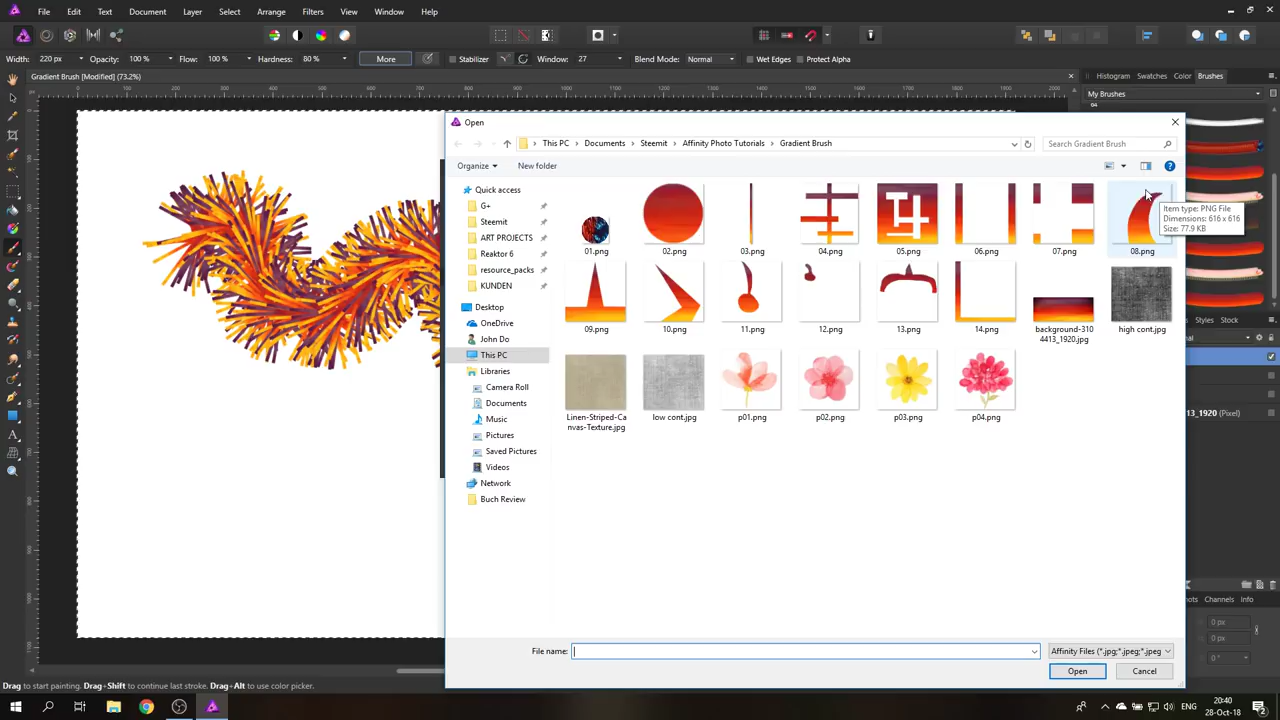 File Edit Text Document Layer Select Arrange Filters View Window Help
Width: 220 px Opacity: 100 % Flow: 100 % Hardness: 80 % More Stabilizer Window: 27 Blend Mode: Normal Wet Edges Protect Alpha
Gradient Brush [Modified] (73.2%)
Histogram Swatches Color Brushes
My Brushes
04
Open
This PC > Documents > Steemit > Affinity Photo Tutorials > Gradient Brush
Search Gradient Brush
Organize New folder
Quick access
G+
Steemit
ART PROJECTS
Reaktor 6
resource_packs
KUNDEN
Desktop
OneDrive
John Do
This PC
Libraries
Camera Roll
Documents
Music
Pictures
Saved Pictures
Videos
Network
Buch Review
01.png 02.png 03.png 04.png 05.png 06.png 07.png 08.png
Item type: PNG File
Dimensions: 616 x 616
Size: 77.9 KB
09.png 10.png 11.png 12.png 13.png 14.png background-310
4413_1920.jpg high cont.jpg
Linen-Striped-Ca
nvas-Texture.jpg low cont.jpg p01.png p02.png p03.png p04.png
Styles Stock
13_1920 (Pixel)
Channels Info
0 px
0 px
0 °
File name: Affinity Files (*.jpg;*.jpeg;*.jpeg
Open Cancel
Drag to start painting. Drag+Shift to continue last stroke. Drag+Alt to use color picker.
ENG 20:40
28-Oct-18